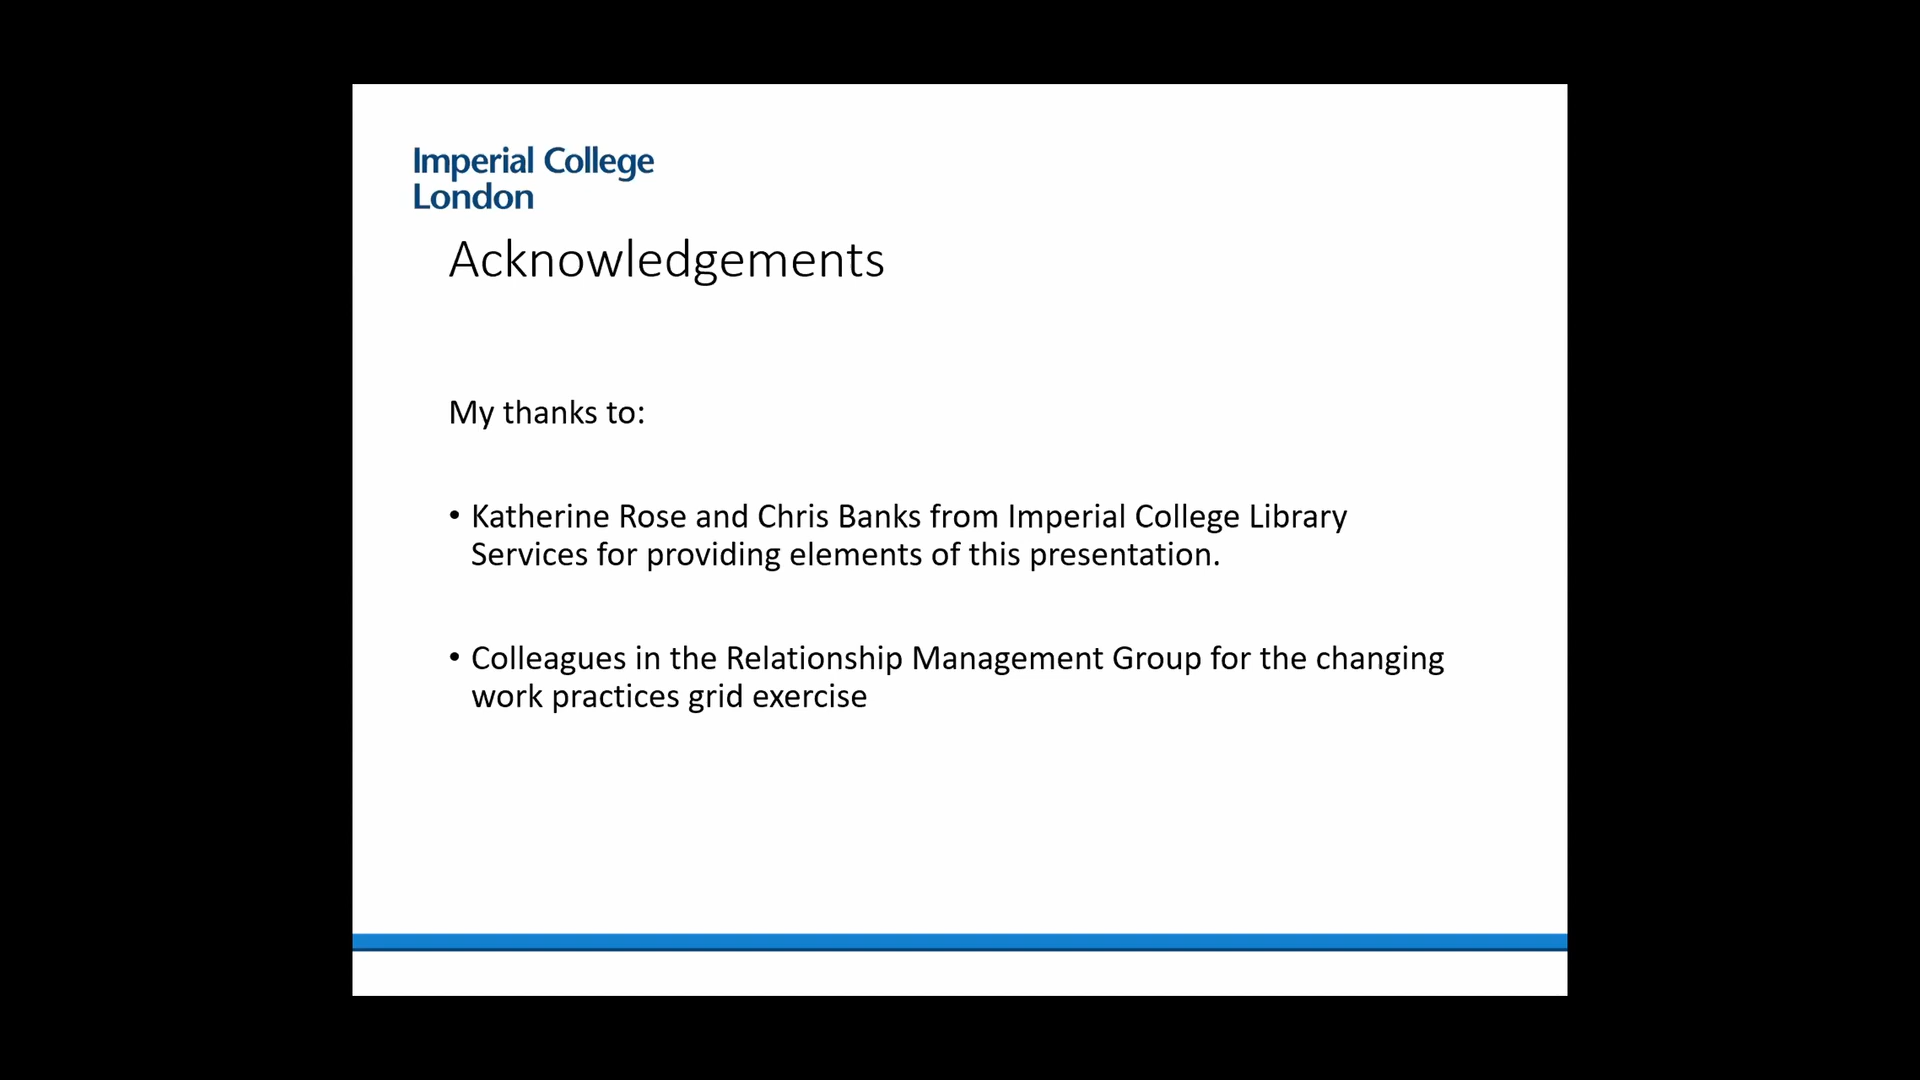 Imperial College
London
Acknowledgements
My thanks to:
• Katherine Rose and Chris Banks from Imperial College Library
Services for providing elements of this presentation.
• Colleagues in the Relationship Management Group for the changing
work practices grid exercise